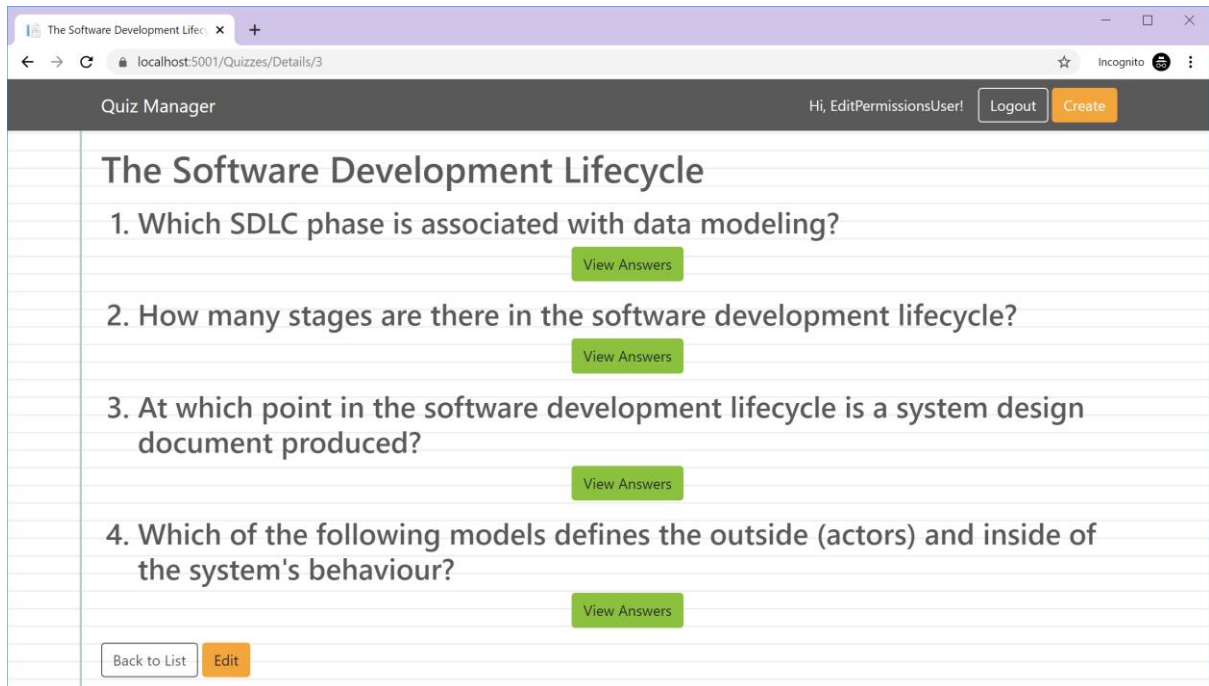 The Software Development Lifec
localhost:5001/Quizzes/Details/3
Incognito
Quiz Manager
Hi, EditPermissionsUser!
Logout
Create
The Software Development Lifecycle
1. Which SDLC phase is associated with data modeling?
View Answers
2. How many stages are there in the software development lifecycle?
View Answers
3. At which point in the software development lifecycle is a system design
document produced?
View Answers
4. Which of the following models defines the outside (actors) and inside of
the system's behaviour?
View Answers
Back to List
Edit